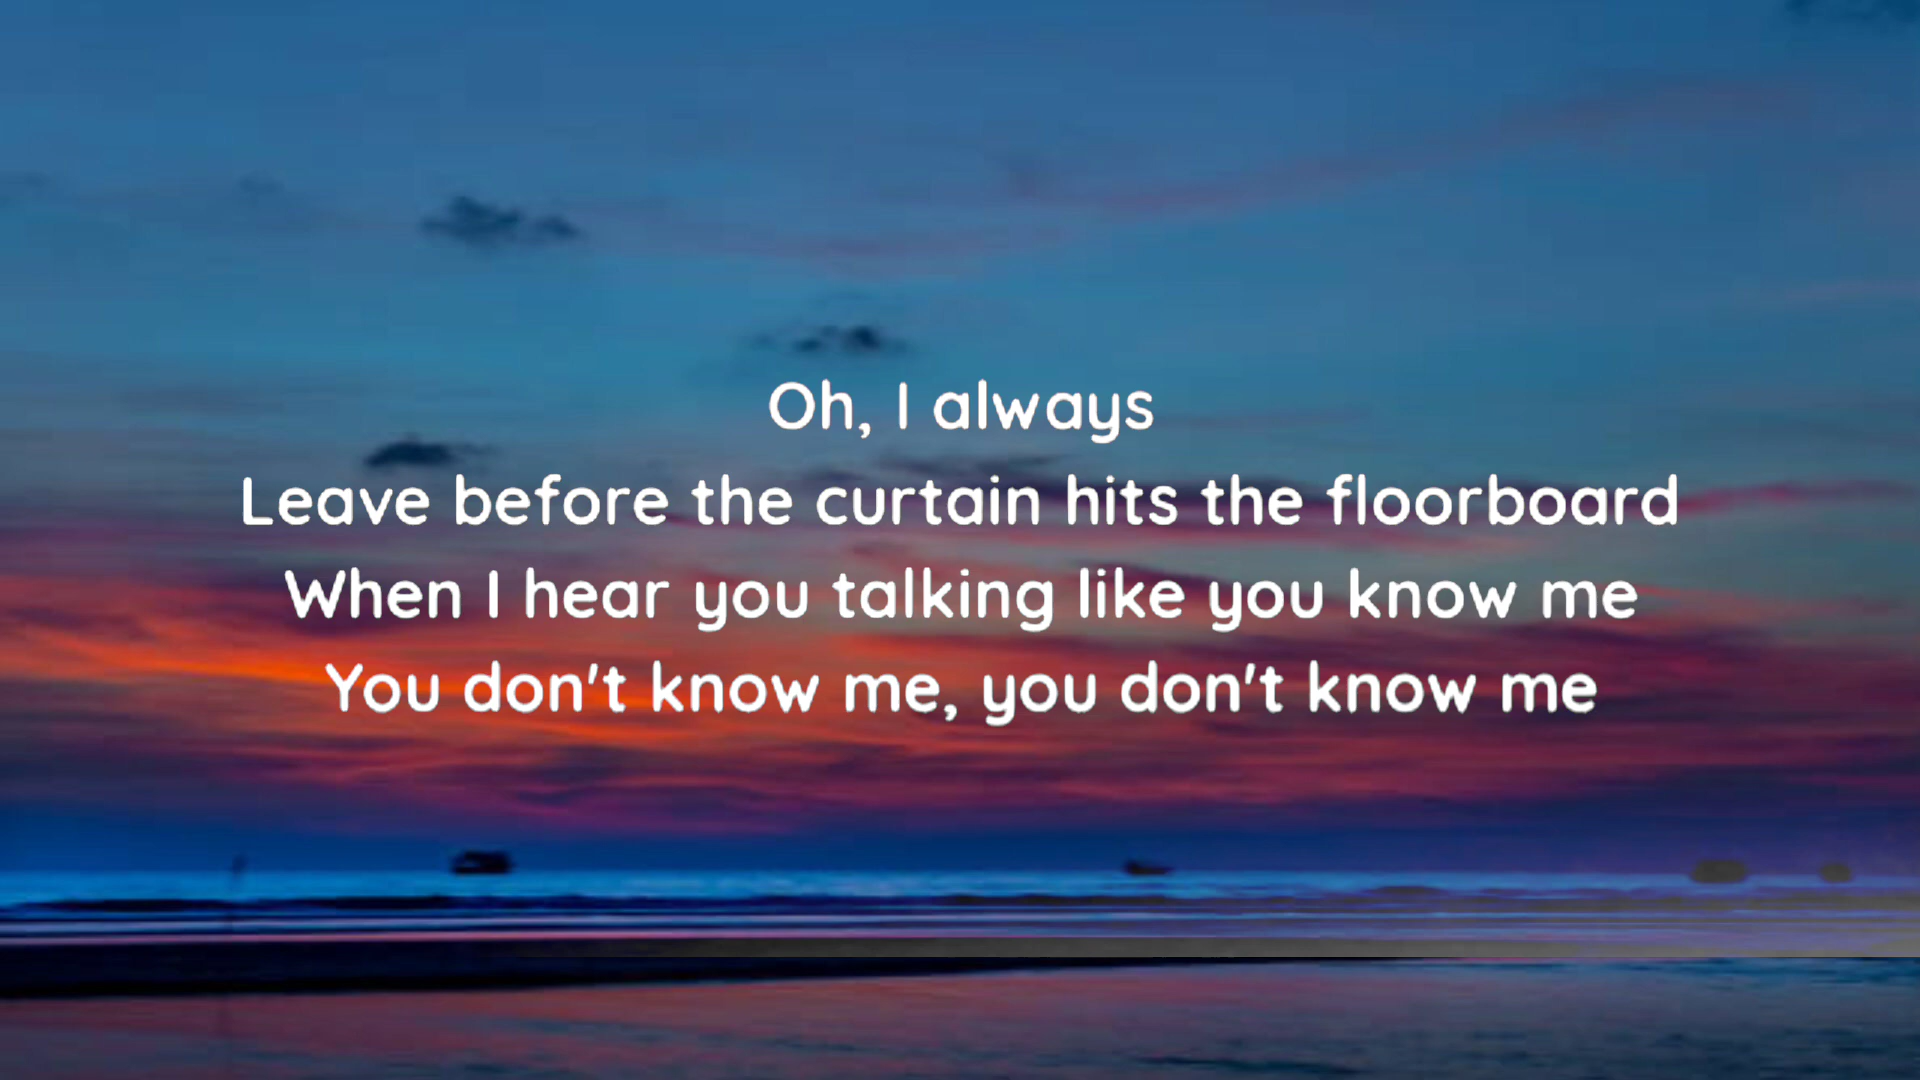 Oh, I always
Leave before the curtain hits the floorboard
When I hear you talking like you know me
You don't know me, you don't know me